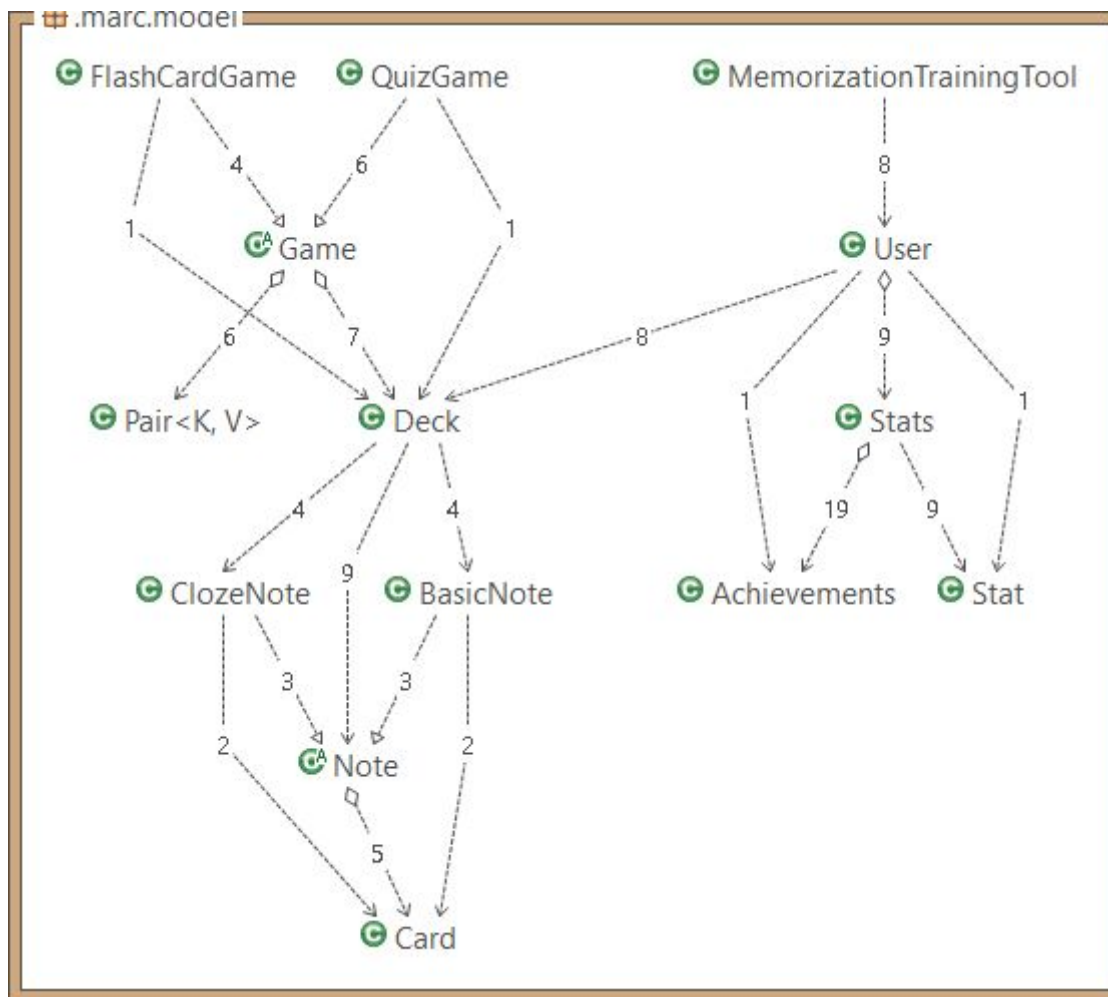 .marc.model
FlashCardGame QuizGame MemorizationTrainingTool
4 6 8
1 1
Game User
6 7 8 9
Pair<K, V> Deck 1 Stats 1
4 4 19 9
9
ClozeNote BasicNote Achievements Stat
3 3
2 2
Note
5
Card